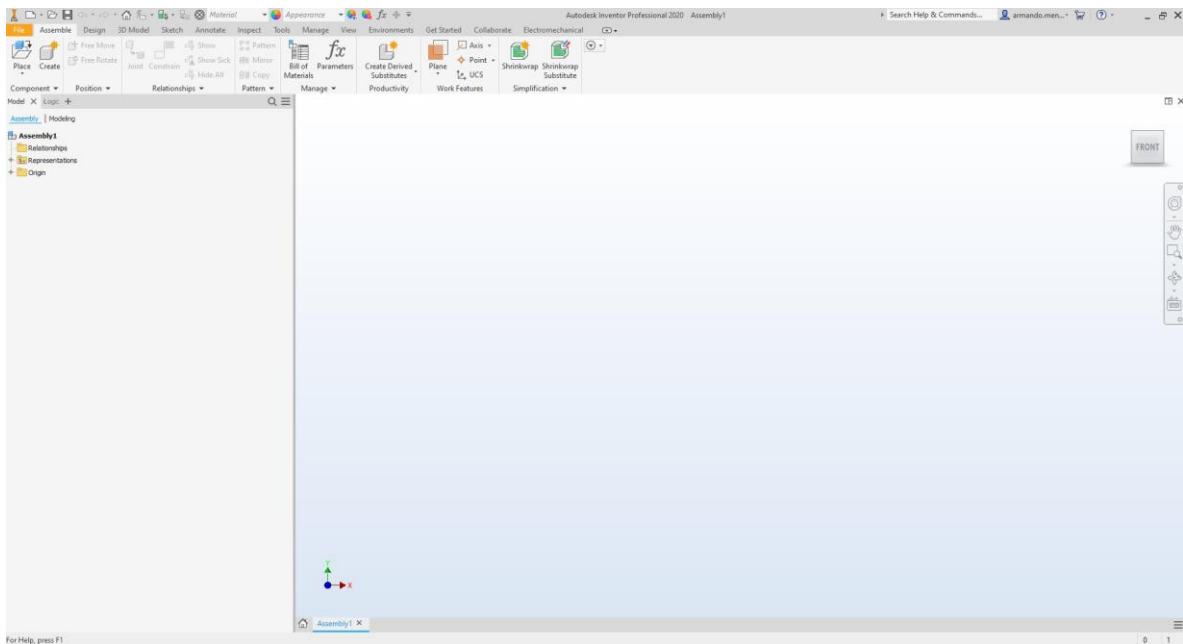 Material Appearance fx Autodesk Inventor Professional 2020 Assembly1 Search Help & Commands... armando.men... ?
File Assemble Design 3D Model Sketch Annotate Inspect Tools Manage View Environments Get Started Collaborate Electromechanical
Place
Create
Component
Free Move
Free Rotate
Position
Joint
Constrain
Show
Show Sick
Hide All
Relationships
Pattern
Mirror
Copy
Pattern
Bill of
Materials
fx
Parameters
Manage
Create Derived
Substitutes
Productivity
Plane
Axis
Point
UCS
Work Features
Shrinkwrap
Shrinkwrap
Substitute
Simplification
Model X Logic +
Assembly | Modeling
Assembly1
Relationships
+ Representations
+ Origin
FRONT
Y
X
Assembly1 X
For Help, press F1
0 1